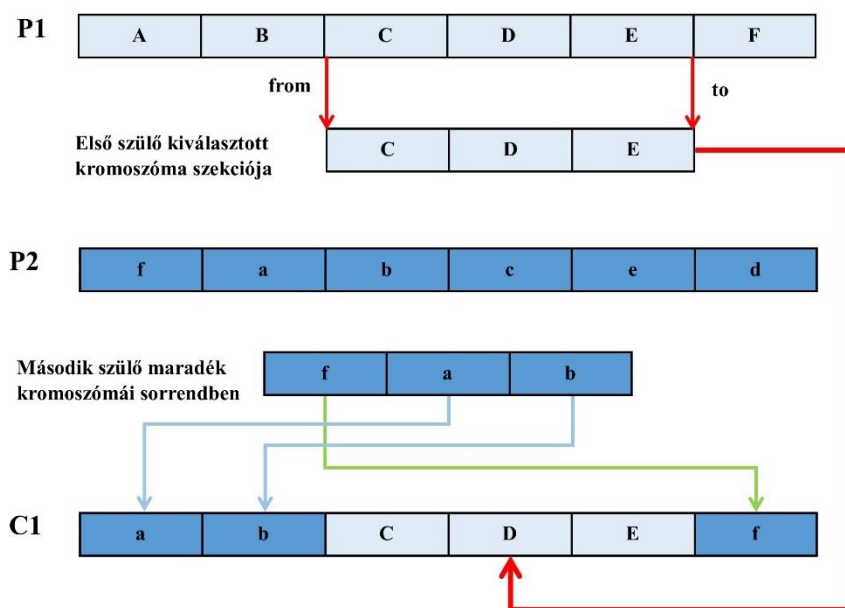 P1
A B C D E F
from
to
Első szülő kiválasztott
kromoszóma szekciója
C D E
P2
f a b c e d
Második szülő maradék
kromoszómái sorrendben
f a b
C1
a b C D E f